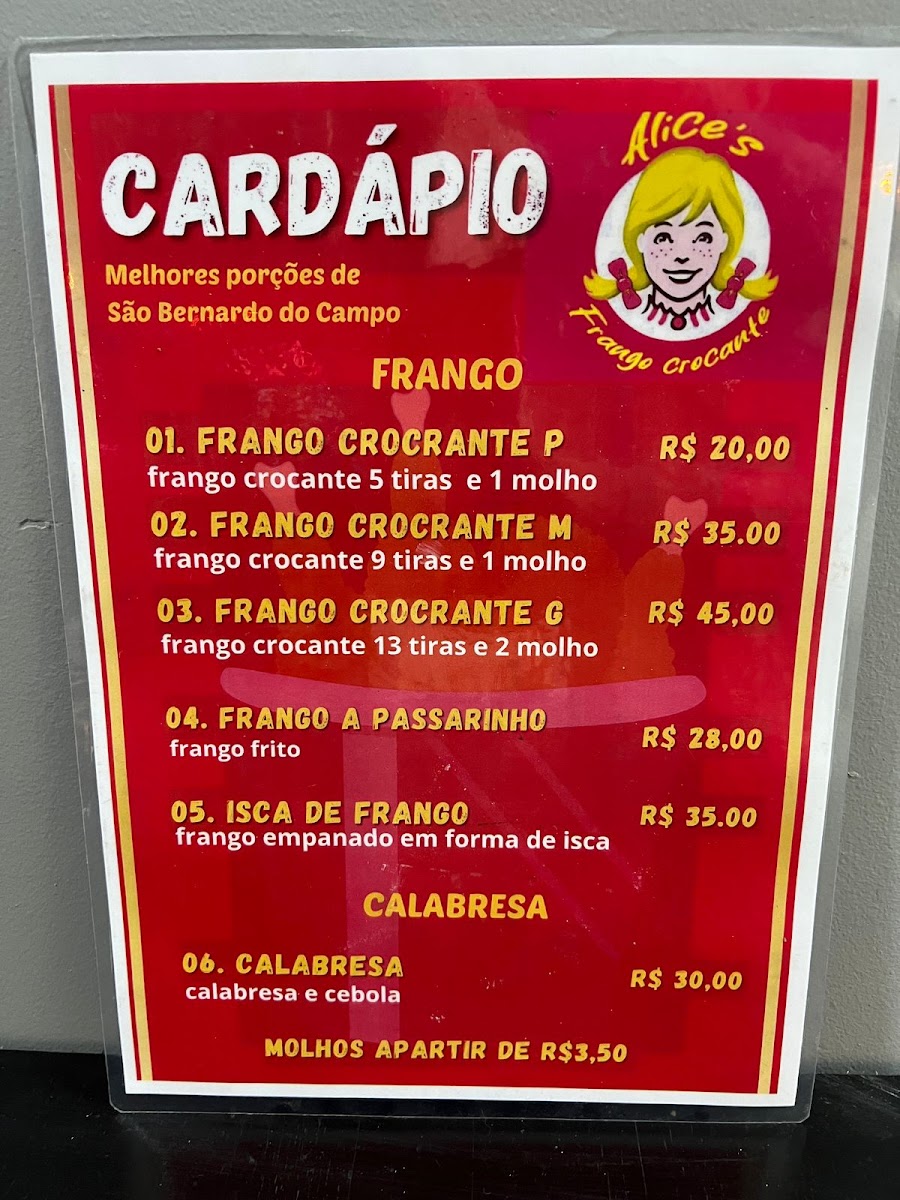 CARDÁPIO
Alice's
Frango Crocante
Melhores porções de
São Bernardo do Campo
FRANGO
01. FRANGO CROCRANTE P R$ 20,00
frango crocante 5 tiras e 1 molho
02. FRANGO CROCRANTE M R$ 35.00
frango crocante 9 tiras e 1 molho
03. FRANGO CROCRANTE G R$ 45,00
frango crocante 13 tiras e 2 molho
04. FRANGO A PASSARINHO R$ 28,00
frango frito
05. ISCA DE FRANGO R$ 35.00
frango empanado em forma de isca
CALABRESA
06. CALABRESA R$ 30,00
calabresa e cebola
MOLHOS APARTIR DE R$3,50